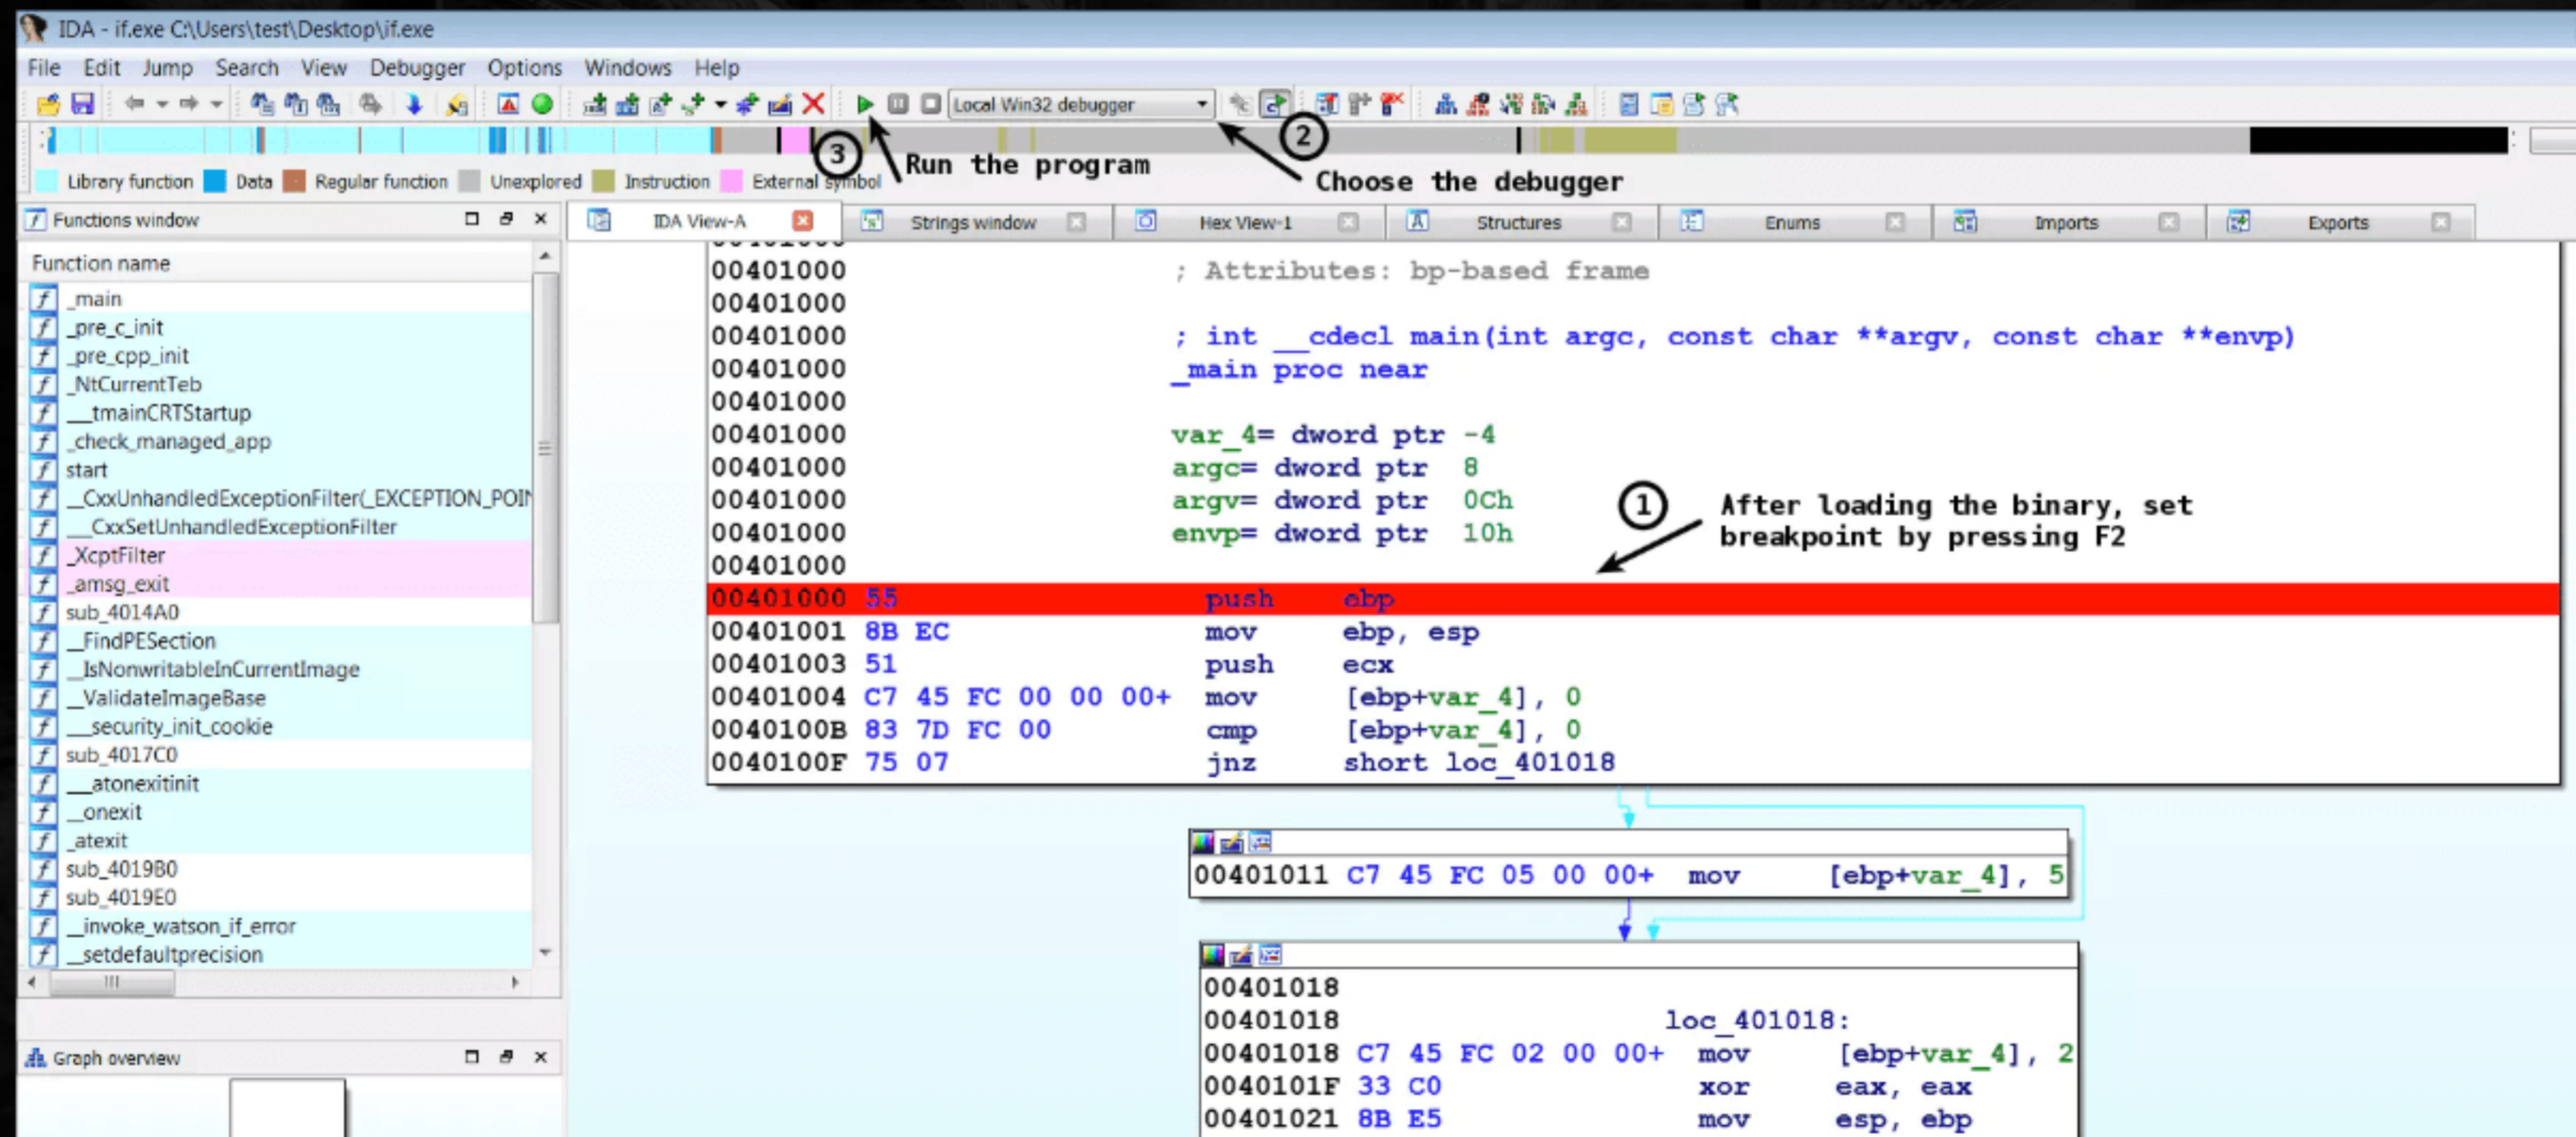 IDA - if.exe C:\Users\test\Desktop\if.exe
File Edit Jump Search View Debugger Options Windows Help
Local Win32 debugger
3 Run the program
2 Choose the debugger
Library function Data Regular function Unexplored Instruction External symbol
Functions window
IDA View-A Strings window Hex View-1 Structures Enums Imports Exports
Function name
_main
_pre_c_init
_pre_cpp_init
_NtCurrentTeb
___tmainCRTStartup
_check_managed_app
start
__CxxUnhandledExceptionFilter(_EXCEPTION_POIN
___CxxSetUnhandledExceptionFilter
_XcptFilter
_amsg_exit
sub_4014A0
__FindPESection
__IsNonwritableInCurrentImage
__ValidateImageBase
___security_init_cookie
sub_4017C0
___atonexitinit
__onexit
_atexit
sub_4019B0
sub_4019E0
__invoke_watson_if_error
__setdefaultprecision
Graph overview
00401000 ; Attributes: bp-based frame
00401000
00401000 ; int __cdecl main(int argc, const char **argv, const char **envp)
00401000 _main proc near
00401000
00401000 var_4= dword ptr -4
00401000 argc= dword ptr 8
00401000 argv= dword ptr 0Ch
00401000 envp= dword ptr 10h
00401000
1 After loading the binary, set
breakpoint by pressing F2
00401000 55 push ebp
00401001 8B EC mov ebp, esp
00401003 51 push ecx
00401004 C7 45 FC 00 00 00+ mov [ebp+var_4], 0
0040100B 83 7D FC 00 cmp [ebp+var_4], 0
0040100F 75 07 jnz short loc_401018
00401011 C7 45 FC 05 00 00+ mov [ebp+var_4], 5
00401018
00401018 loc_401018:
00401018 C7 45 FC 02 00 00+ mov [ebp+var_4], 2
0040101F 33 C0 xor eax, eax
00401021 8B E5 mov esp, ebp